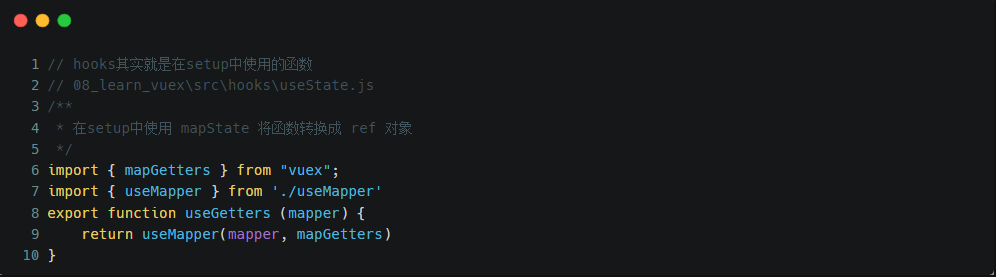 1 // hooks其实就是在setup中使用的函数
2 // 08_learn_vuex\src\hooks\useState.js
3 /**
4  * 在setup中使用 mapState 将函数转换成 ref 对象
5  */
6 import { mapGetters } from "vuex";
7 import { useMapper } from './useMapper'
8 export function useGetters (mapper) {
9     return useMapper(mapper, mapGetters)
10 }